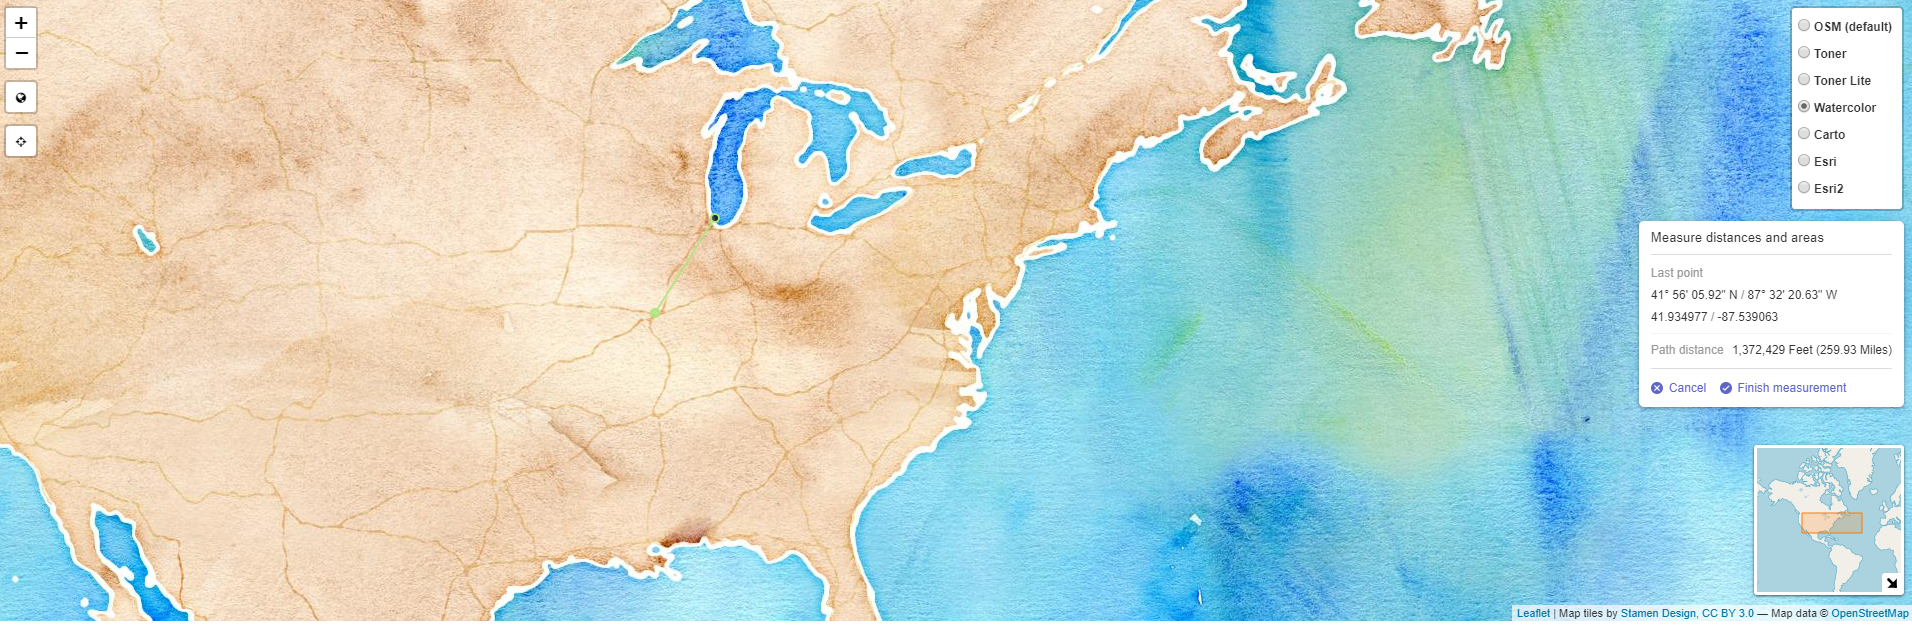 +
−
OSM (default)
Toner
Toner Lite
Watercolor
Carto
Esri
Esri2
Measure distances and areas
Last point
41° 56' 05.92" N / 87° 32' 20.63" W
41.934977 / -87.539063
Path distance 1,372,429 Feet (259.93 Miles)
Cancel Finish measurement
Leaflet | Map tiles by Stamen Design, CC BY 3.0 — Map data © OpenStreetMap